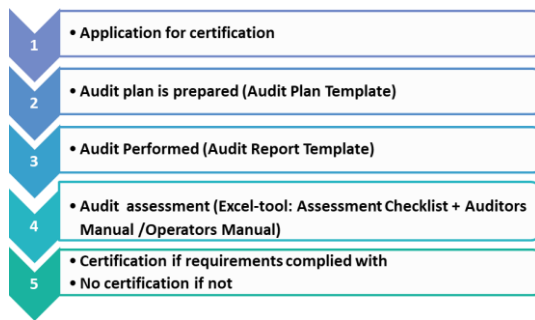 1
• Application for certification
2
• Audit plan is prepared (Audit Plan Template)
3
• Audit Performed (Audit Report Template)
4
• Audit assessment (Excel-tool: Assessment Checklist + Auditors
Manual /Operators Manual)
5
• Certification if requirements complied with
• No certification if not